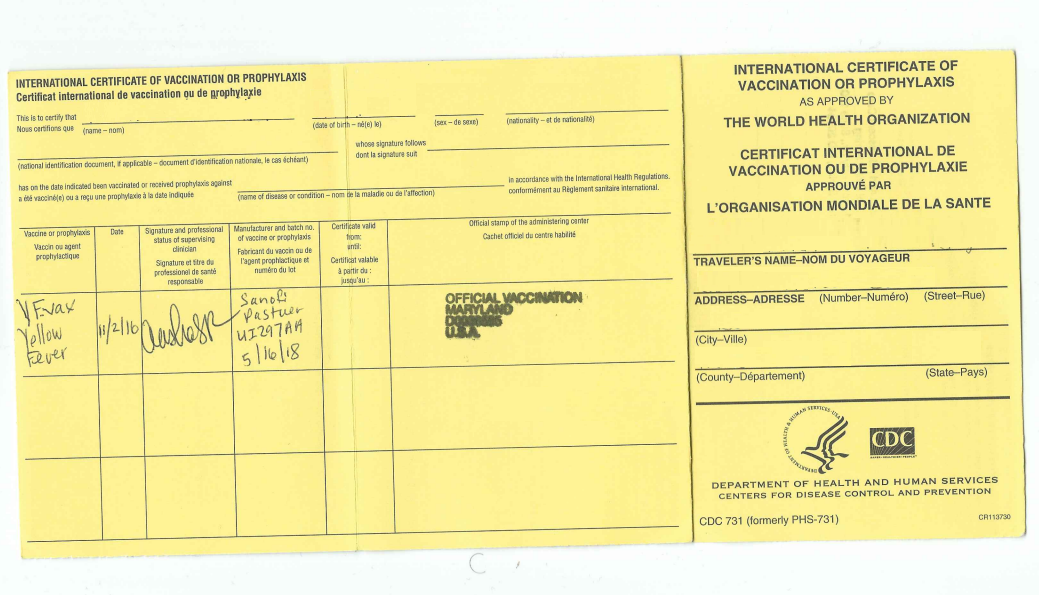 INTERNATIONAL CERTIFICATE OF VACCINATION OR PROPHYLAXIS
Certificat international de vaccination ou de prophylaxie
This is to certify that
Nous certifions que
(name – nom)
(date of birth – né(e) le)
(sex – de sexe)
(nationality – et de nationalité)
whose signature follows
dont la signature suit
(national identification document, if applicable – document d'identification nationale, le cas échéant)
has on the date indicated been vaccinated or received prophylaxis against
a été vacciné(e) ou a reçu une prophylaxie à la date indiquée
(name of disease or condition – nom de la maladie ou de l'affection)
in accordance with the International Health Regulations.
conformément au Règlement sanitaire international.
Vaccine or prophylaxis
Vaccin ou agent
prophylactique
Date
Signature and professional
status of supervising
clinician
Signature et titre du
professionel de santé
responsable
Manufacturer and batch no.
of vaccine or prophylaxis
Fabricant du vaccin ou de
l'agent prophlactique et
numéro du lot
Certificate valid
from:
until:
Certificat valable
à partir du :
jusqu'au :
Official stamp of the administering center
Cachet officiel du centre habilité
YFvax
Yellow
Fever
11/2/16
Sanofi
Pastuer
UI297AA
5/16/18
OFFICIAL VACCINATION
MARYLAND
U.S.A.
INTERNATIONAL CERTIFICATE OF
VACCINATION OR PROPHYLAXIS
AS APPROVED BY
THE WORLD HEALTH ORGANIZATION
CERTIFICAT INTERNATIONAL DE
VACCINATION OU DE PROPHYLAXIE
APPROUVÉ PAR
L'ORGANISATION MONDIALE DE LA SANTE
TRAVELER'S NAME–NOM DU VOYAGEUR
ADDRESS–ADRESSE (Number–Numéro) (Street–Rue)
(City–Ville)
(County–Département) (State–Pays)
DEPARTMENT OF HEALTH & HUMAN SERVICES·USA
CDC
DEPARTMENT OF HEALTH AND HUMAN SERVICES
CENTERS FOR DISEASE CONTROL AND PREVENTION
CDC 731 (formerly PHS-731)
CR113730